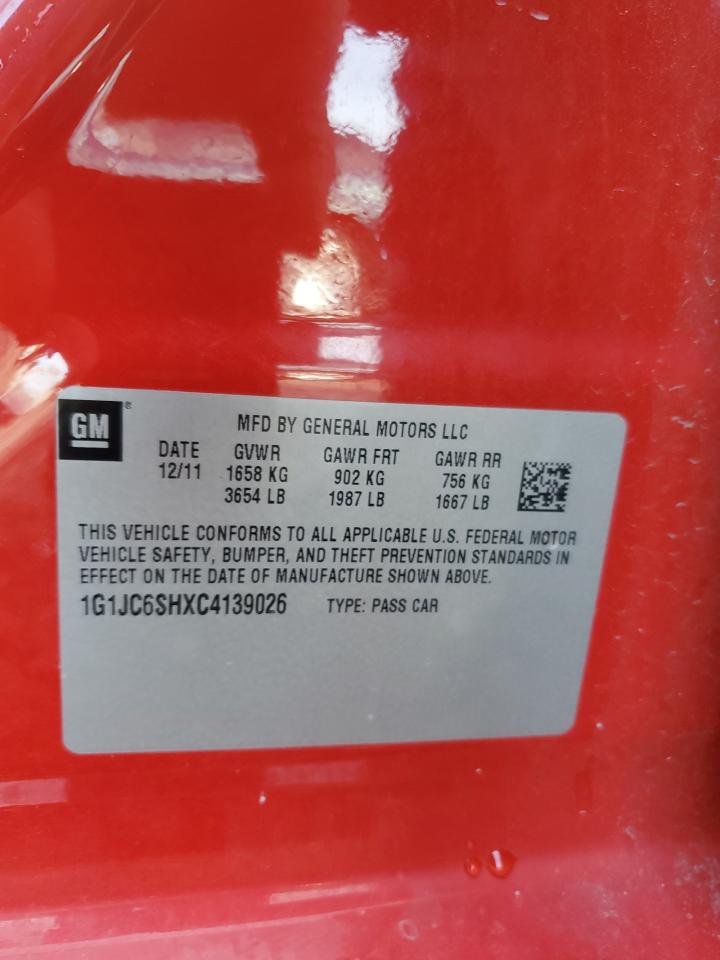 GM ®
MFD BY GENERAL MOTORS LLC
DATE GVWR GAWR FRT GAWR RR
12/11 1658 KG 902 KG 756 KG
3654 LB 1987 LB 1667 LB
THIS VEHICLE CONFORMS TO ALL APPLICABLE U.S. FEDERAL MOTOR
VEHICLE SAFETY, BUMPER, AND THEFT PREVENTION STANDARDS IN
EFFECT ON THE DATE OF MANUFACTURE SHOWN ABOVE.
1G1JC6SHXC4139026 TYPE: PASS CAR